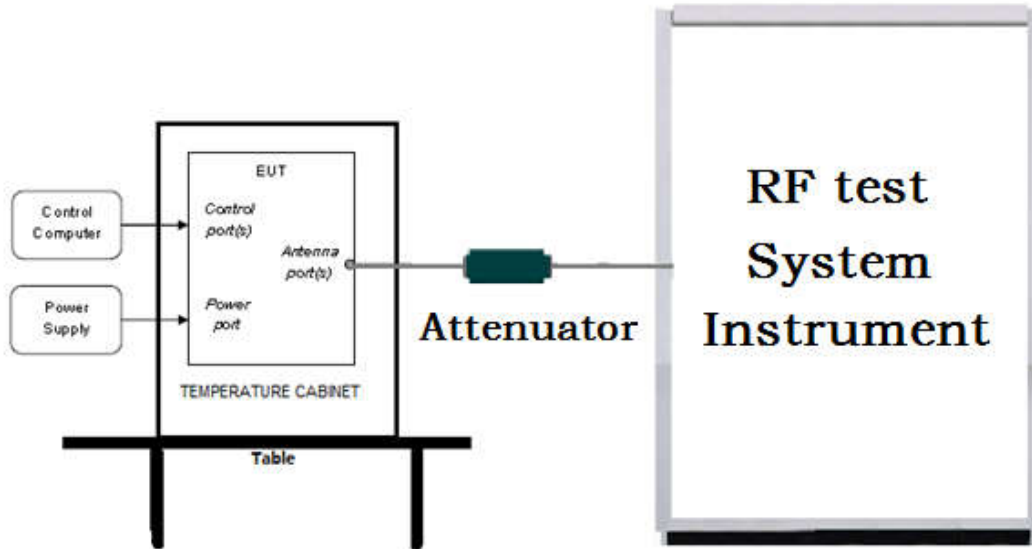 EUT
Control
Computer
Control
port(s)
Antenna
port(s)
Power
Supply
Power
port
TEMPERATURE CABINET
Table
Attenuator
RF test
System
Instrument